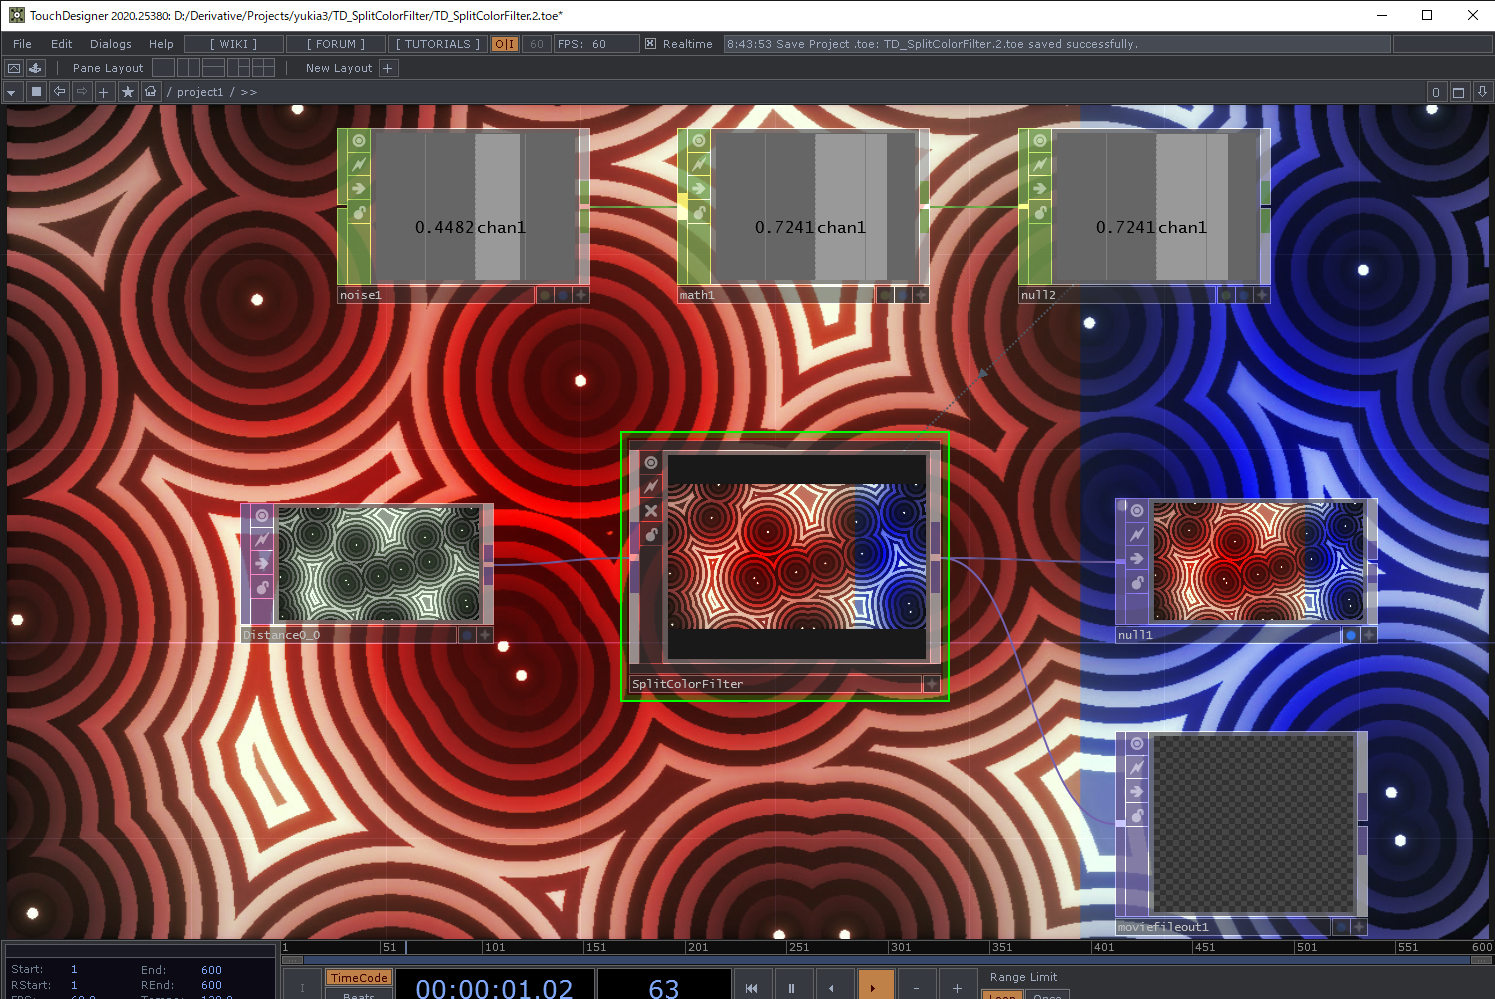 TouchDesigner 2020.25380: D:/Derivative/Projects/yukia3/TD_SplitColorFilter/TD_SplitColorFilter.2.toe*
File Edit Dialogs Help [ WIKI ] [ FORUM ] [ TUTORIALS ] O|I 60 FPS: 60 Realtime 8:43:53 Save Project .toe: TD_SplitColorFilter.2.toe saved successfully.
Pane Layout New Layout +
/ project1 / >> 0
0.4482 chan1 0.7241 chan1 0.7241 chan1
noise1 math1 null2
Distance0_0 SplitColorFilter null1
moviefileout1
1 51 101 151 201 251 301 351 401 451 501 551 600
Start: 1 End: 600
RStart: 1 REnd: 600
TimeCode 00:00:01.02 63 - + Range Limit
Beats Loop Once